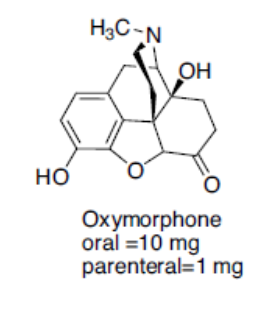 H₃C N
OH
HO O O
Oxymorphone
oral =10 mg
parenteral=1 mg